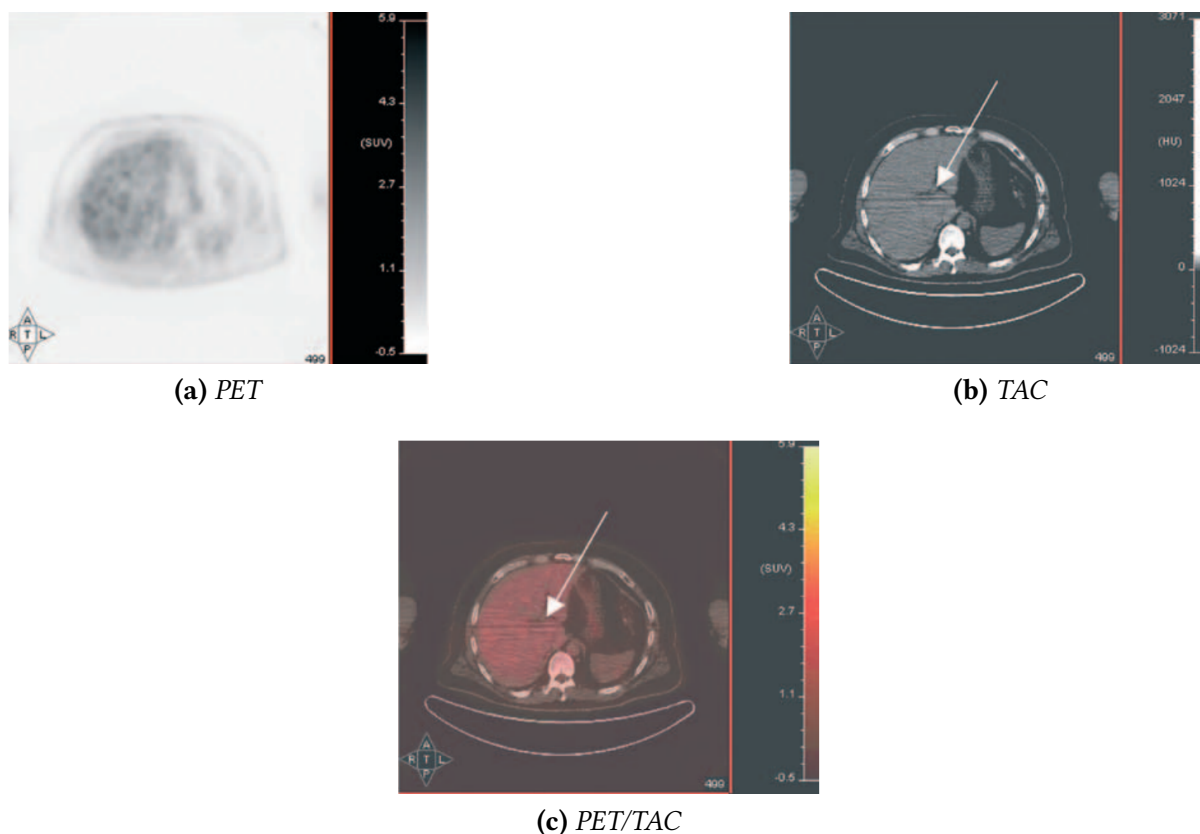 5.9
4.3
(SUV)
2.7
1.1
-0.5
A
R T L
P
499
(a) PET
3071
2047
(HU)
1024
0
-1024
A
R T L
P
499
(b) TAC
5.9
4.3
(SUV)
2.7
1.1
-0.5
A
R T L
P
499
(c) PET/TAC